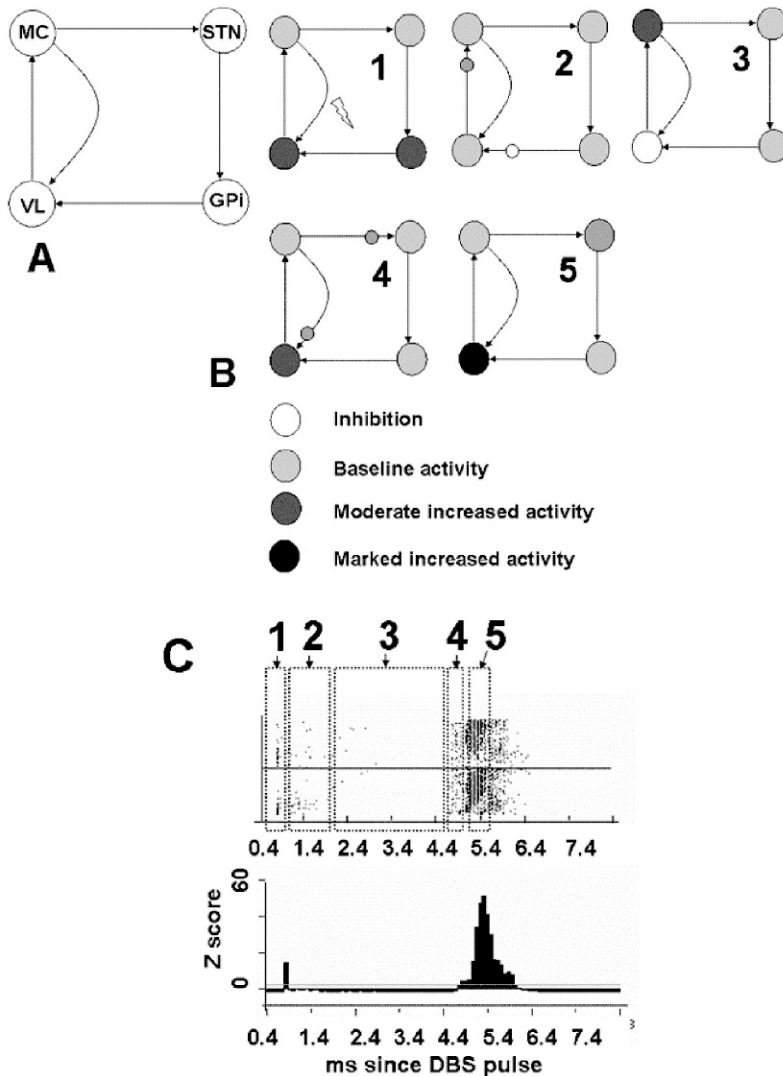 MC STN
VL GPi
A
1 2 3
4 5
B
Inhibition
Baseline activity
Moderate increased activity
Marked increased activity
C
1 2 3 4 5
0.4 1.4 2.4 3.4 4.4 5.4 6.4 7.4
60
0
Z score
0.4 1.4 2.4 3.4 4.4 5.4 6.4 7.4
3
ms since DBS pulse